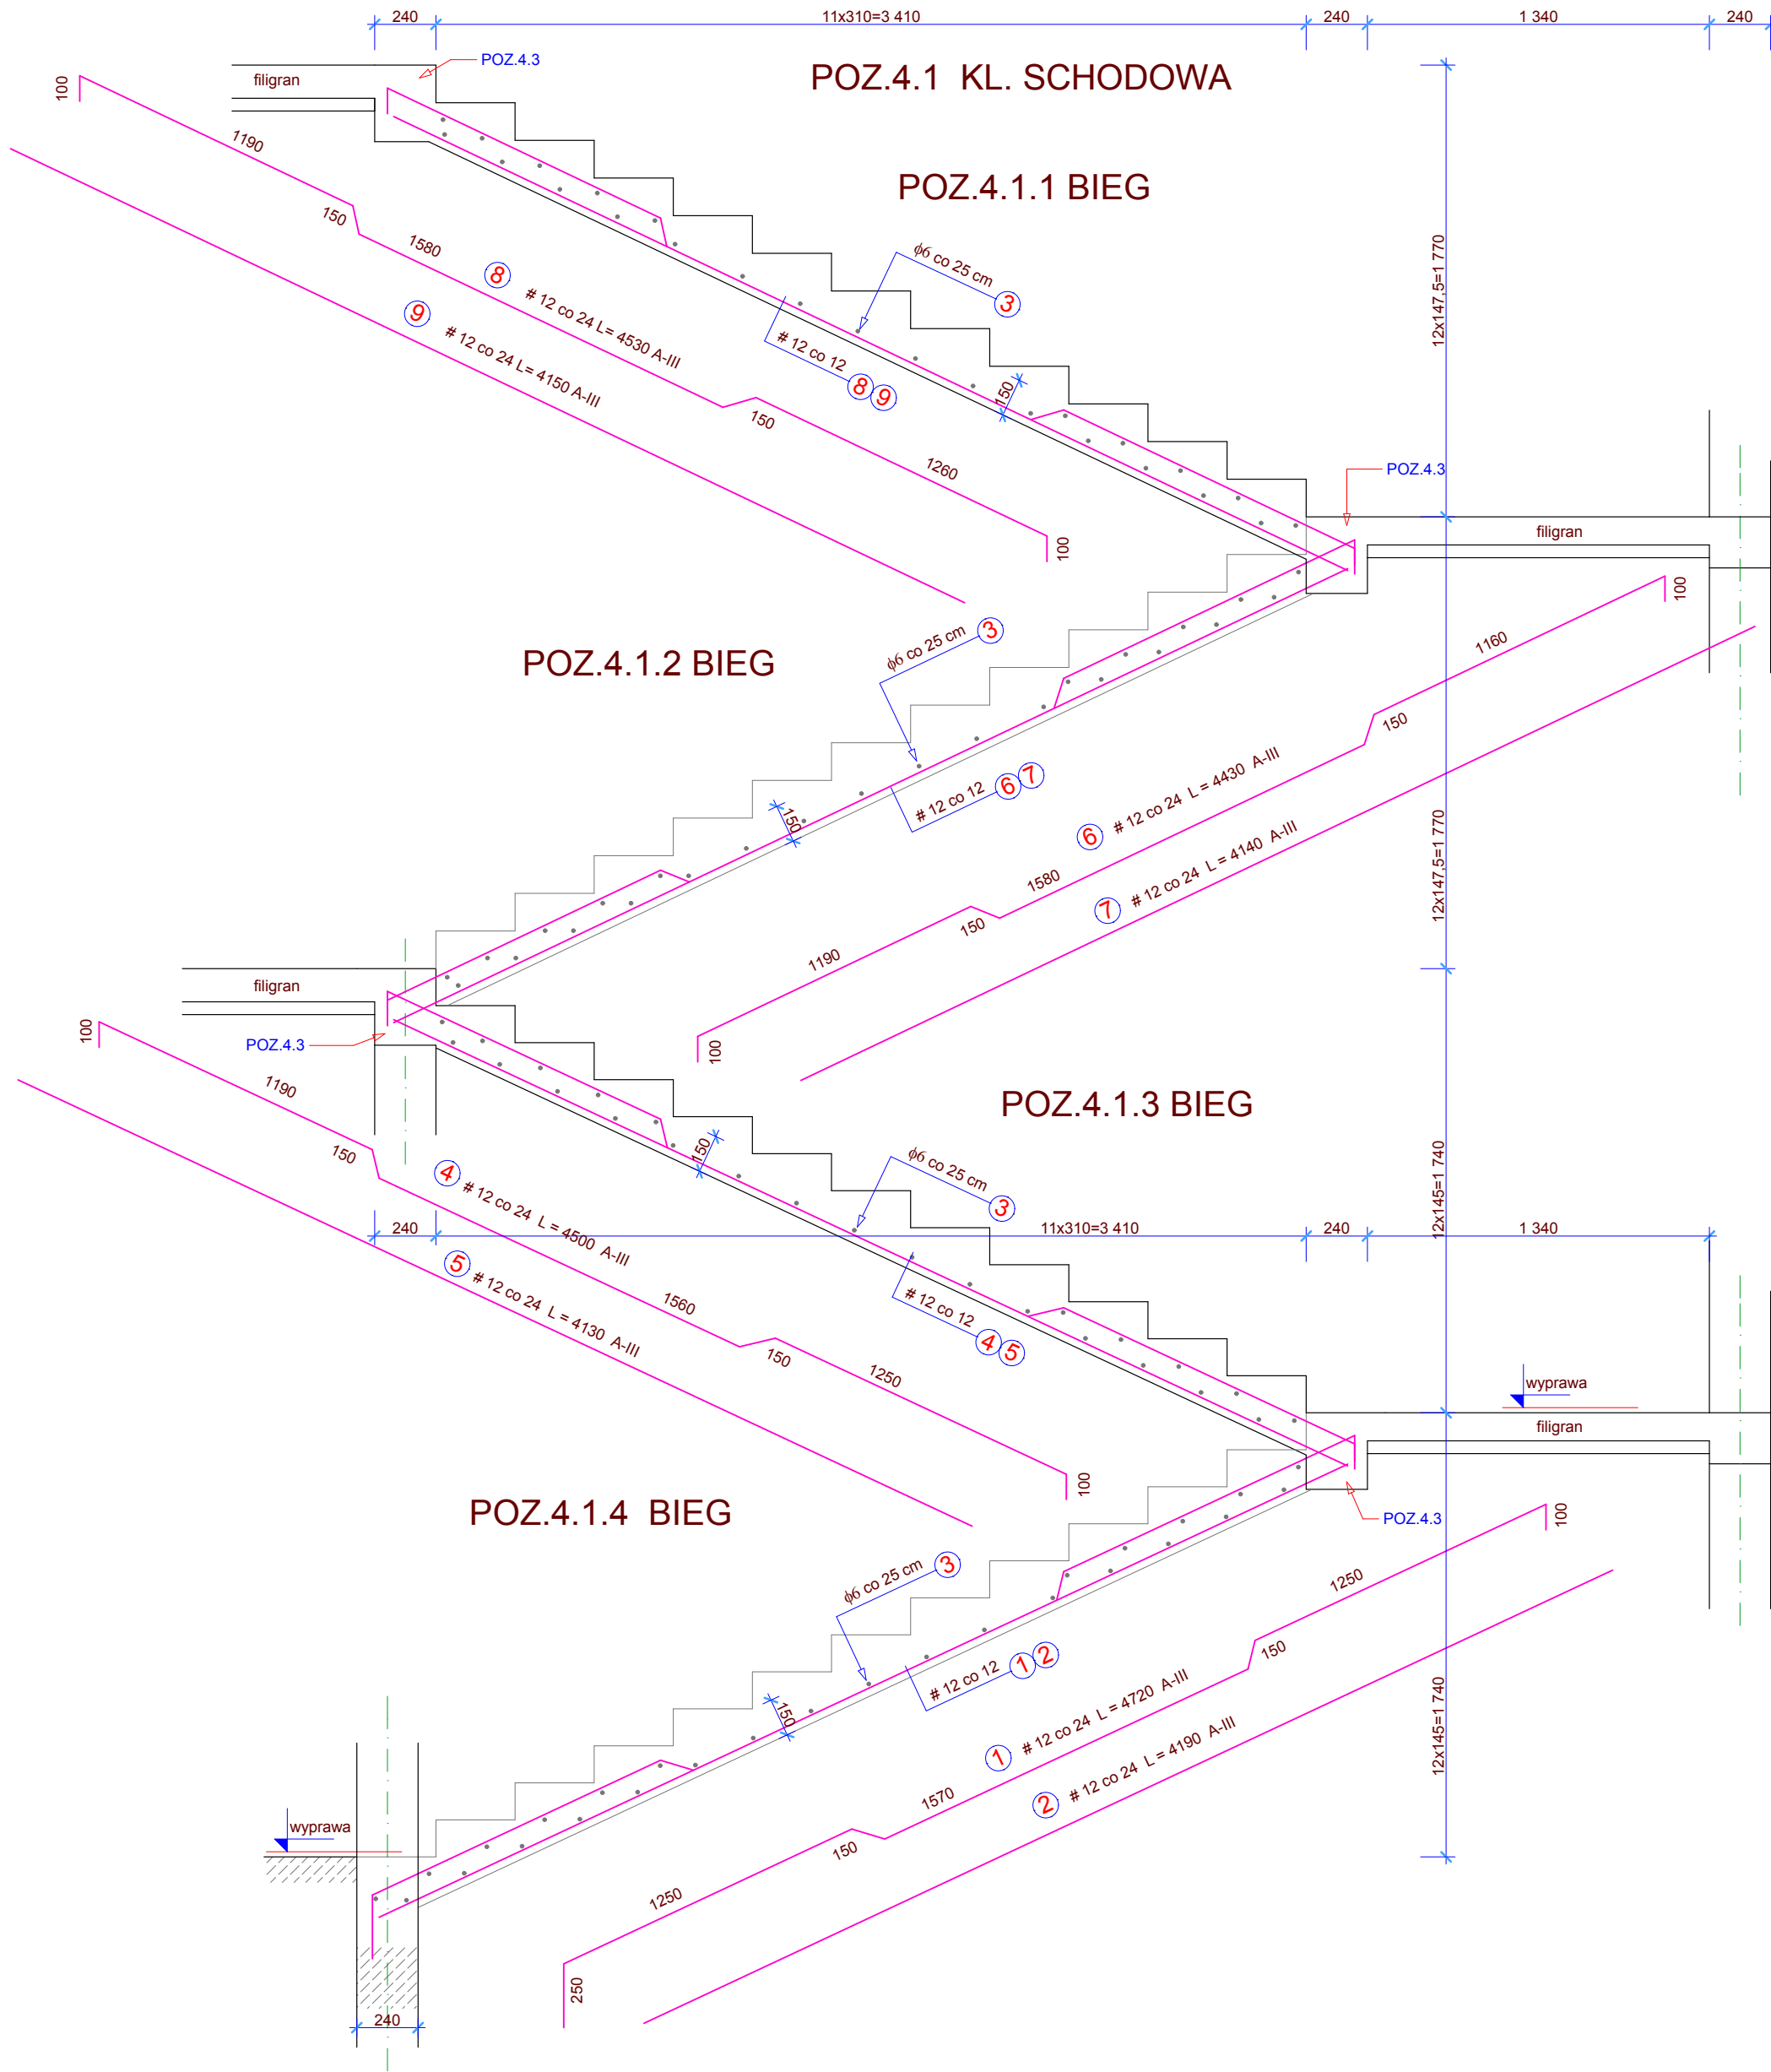 240
11x310=3 410
240
1 340
240
POZ.4.3
filigran
POZ.4.1 KL. SCHODOWA
100
1190
POZ.4.1.1 BIEG
150
1580
8
# 12 co 24 L= 4530 A-III
9
# 12 co 24 L= 4150 A-III
ϕ6 co 25 cm
3
# 12 co 12
8 9
150
12x147,5=1 770
150
1260
100
POZ.4.3
filigran
100
1160
POZ.4.1.2 BIEG
ϕ6 co 25 cm
3
150
# 12 co 12
6 7
150
6
# 12 co 24 L = 4430 A-III
7
# 12 co 24 L = 4140 A-III
1580
150
1190
100
12x147,5=1 770
filigran
POZ.4.3
100
1190
150
POZ.4.1.3 BIEG
150
ϕ6 co 25 cm
3
4
# 12 co 24 L = 4500 A-III
5
# 12 co 24 L = 4130 A-III
240
11x310=3 410
240
1 340
12x145=1 740
1560
# 12 co 12
4 5
150
1250
100
wyprawa
filigran
POZ.4.3
POZ.4.1.4 BIEG
100
1250
150
ϕ6 co 25 cm
3
# 12 co 12
1 2
150
1
# 12 co 24 L = 4720 A-III
2
# 12 co 24 L = 4190 A-III
1570
150
1250
250
12x145=1 740
wyprawa
240